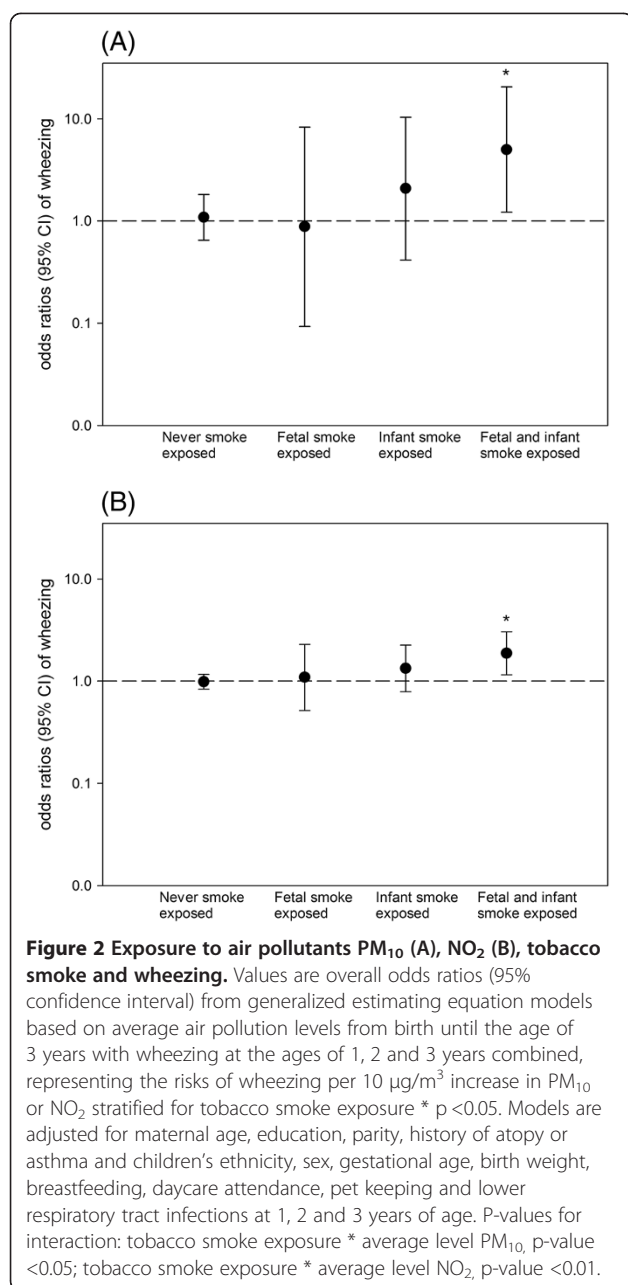 (A)
*
10.0
1.0
0.1
0.0
odds ratios (95% CI) of wheezing
Never smoke exposed
Fetal smoke exposed
Infant smoke exposed
Fetal and infant smoke exposed
(B)
*
10.0
1.0
0.1
0.0
odds ratios (95% CI) of wheezing
Never smoke exposed
Fetal smoke exposed
Infant smoke exposed
Fetal and infant smoke exposed
Figure 2 Exposure to air pollutants PM₁₀ (A), NO₂ (B), tobacco
smoke and wheezing. Values are overall odds ratios (95%
confidence interval) from generalized estimating equation models
based on average air pollution levels from birth until the age of
3 years with wheezing at the ages of 1, 2 and 3 years combined,
representing the risks of wheezing per 10 μg/m³ increase in PM₁₀
or NO₂ stratified for tobacco smoke exposure * p <0.05. Models are
adjusted for maternal age, education, parity, history of atopy or
asthma and children's ethnicity, sex, gestational age, birth weight,
breastfeeding, daycare attendance, pet keeping and lower
respiratory tract infections at 1, 2 and 3 years of age. P-values for
interaction: tobacco smoke exposure * average level PM₁₀, p-value
<0.05; tobacco smoke exposure * average level NO₂, p-value <0.01.